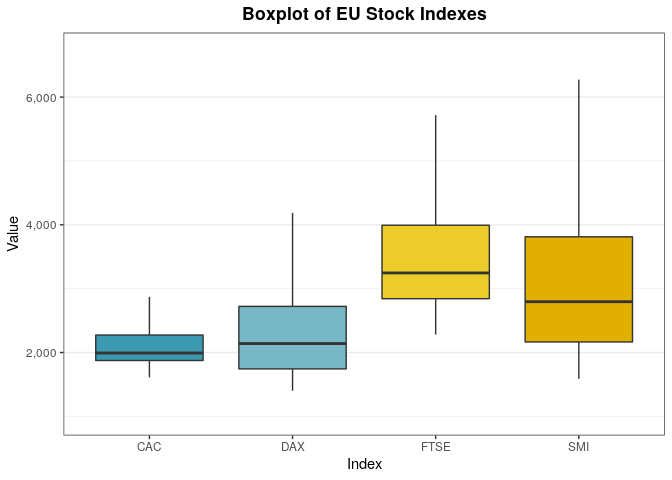 Boxplot of EU Stock Indexes
Value
6,000
4,000
2,000
CAC DAX FTSE SMI
Index